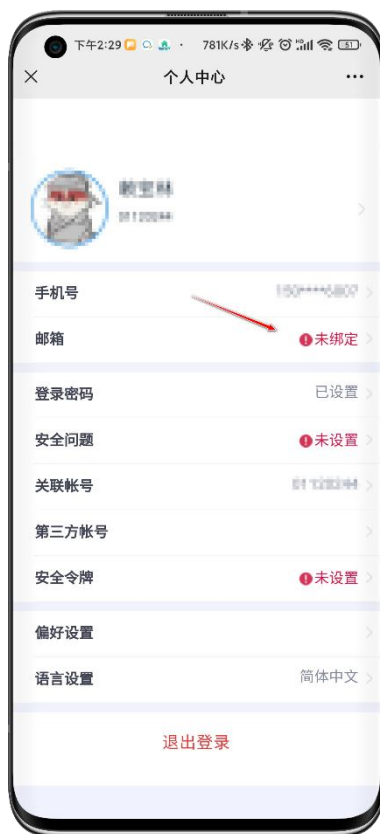 下午2:29 781K/s 51
个人中心
手机号
邮箱 未绑定
登录密码 已设置
安全问题 未设置
关联帐号
第三方帐号
安全令牌 未设置
偏好设置
语言设置 简体中文
退出登录